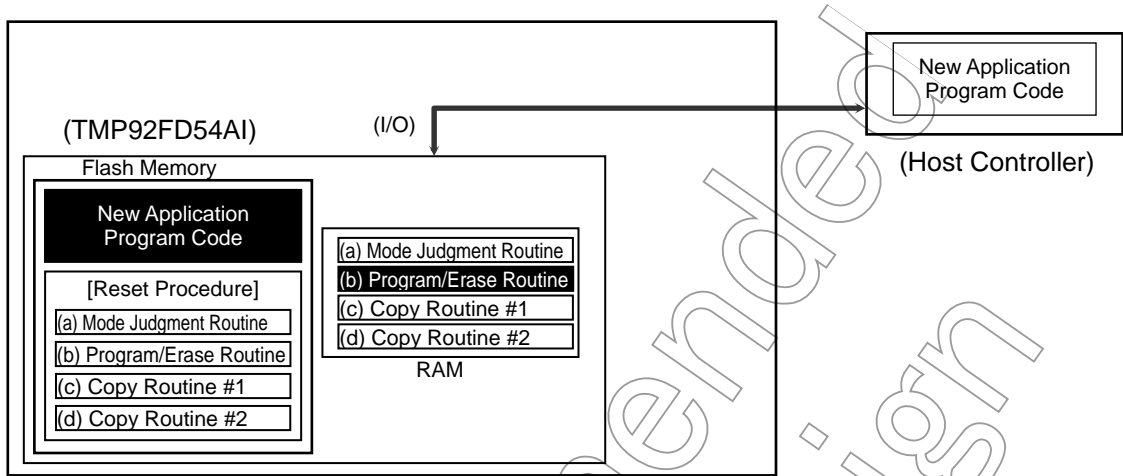 New Application
Program Code
(Host Controller)
(TMP92FD54AI)
(I/O)
Flash Memory
New Application
Program Code
[Reset Procedure]
(a) Mode Judgment Routine
(b) Program/Erase Routine
(c) Copy Routine #1
(d) Copy Routine #2
(a) Mode Judgment Routine
(b) Program/Erase Routine
(c) Copy Routine #1
(d) Copy Routine #2
RAM